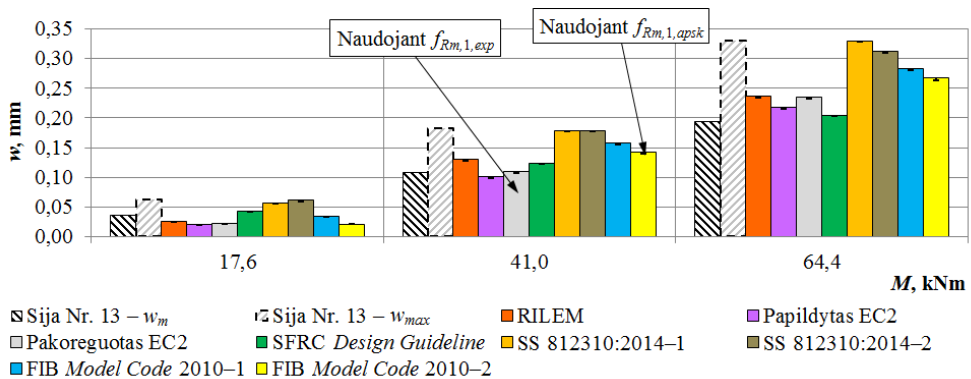 w, mm
0,35
0,30
0,25
0,20
0,15
0,10
0,05
0,00
Naudojant fRm,1,exp
Naudojant fRm,1,apsk
17,6
41,0
64,4
M, kNm
Sija Nr. 13 – wm
Sija Nr. 13 – wmax
RILEM
Papildytas EC2
Pakoreguotas EC2
SFRC Design Guideline
SS 812310:2014–1
SS 812310:2014–2
FIB Model Code 2010–1
FIB Model Code 2010–2